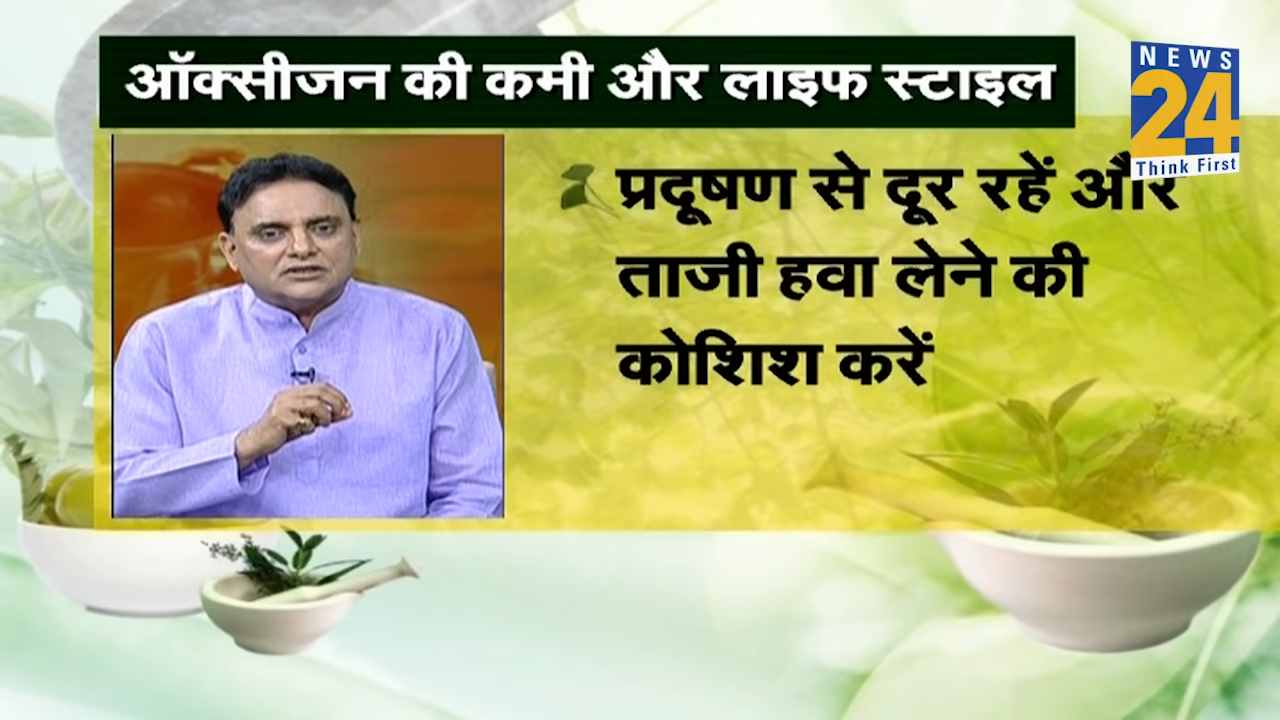 ऑक्सीजन की कमी और लाइफ स्टाइल
NEWS
24
Think First
प्रदूषण से दूर रहें और
ताजी हवा लेने की
कोशिश करें